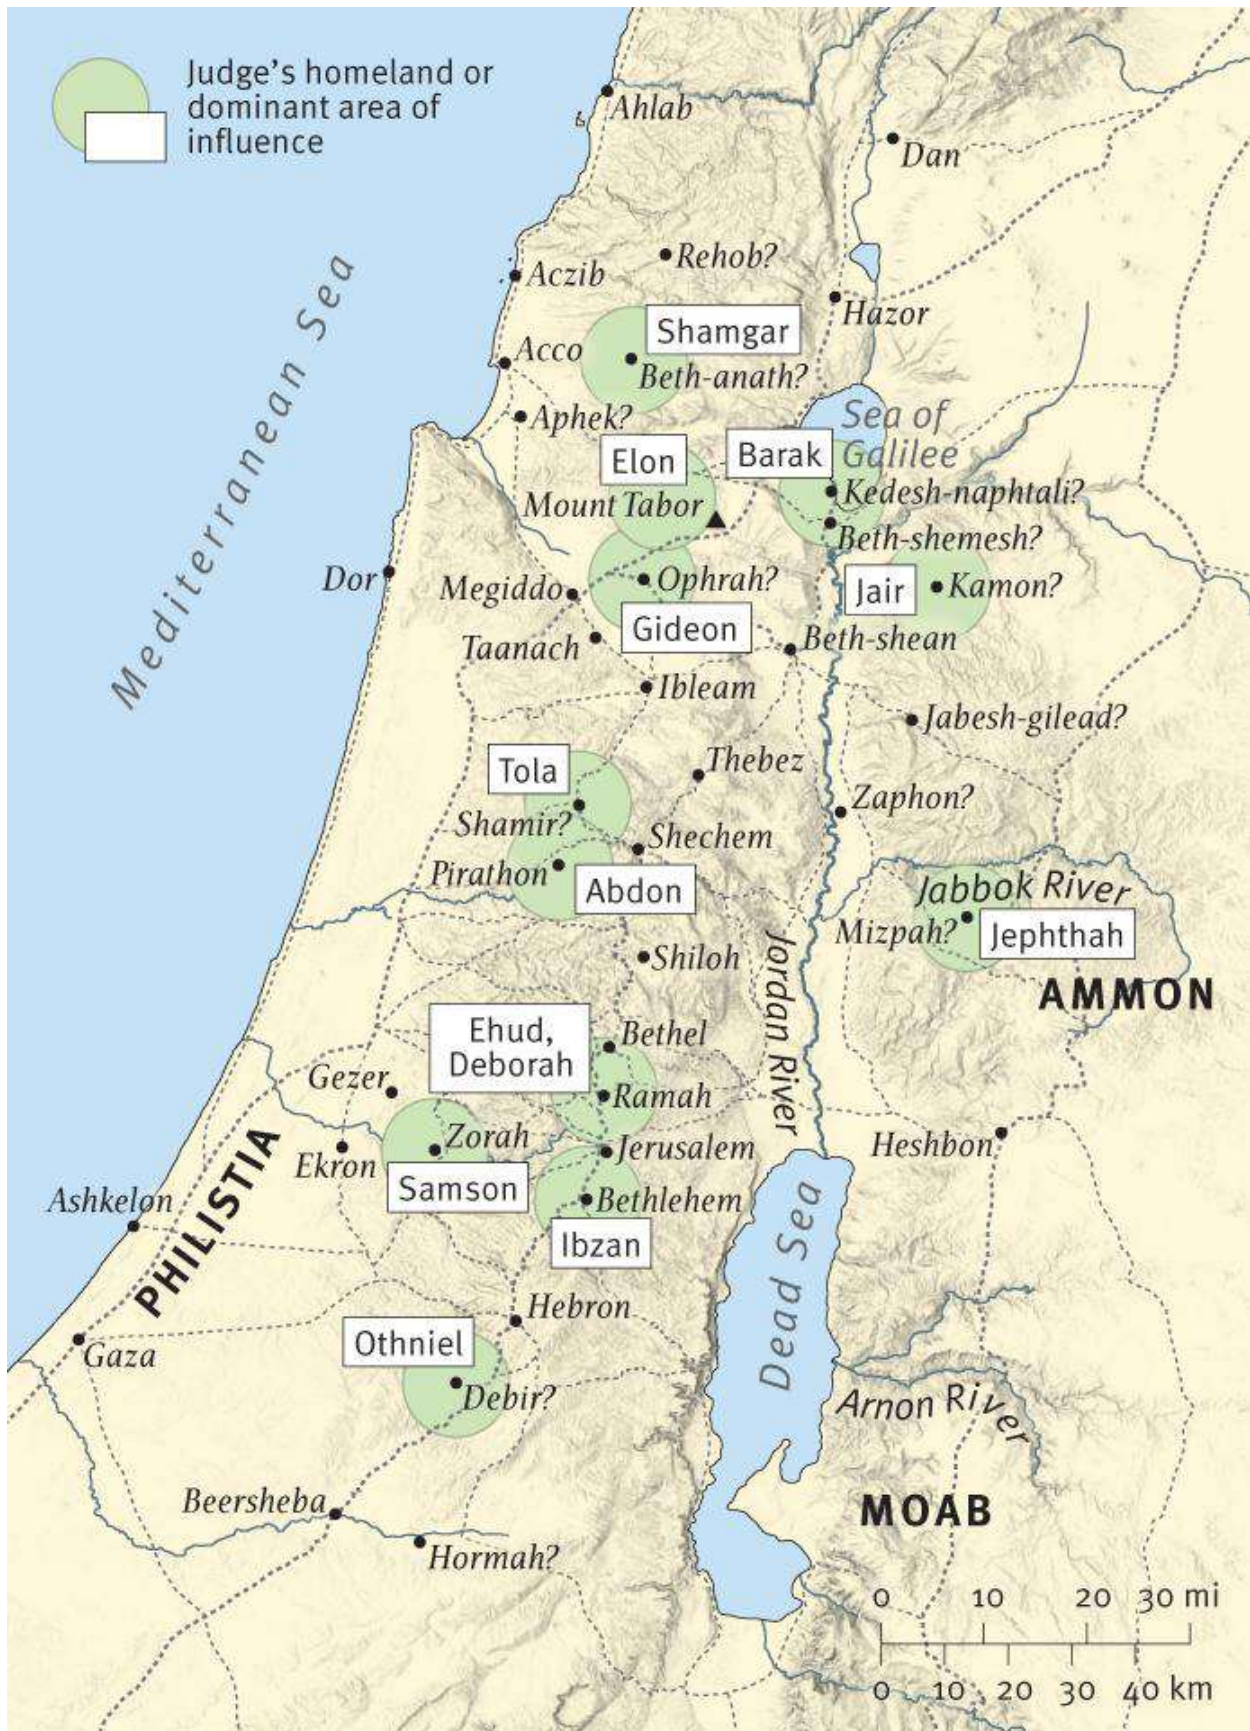 Judge's homeland or
dominant area of
influence
Ahlab
Dan
Rehob?
Mediterranean Sea
Aczib
Hazor
Shamgar
Acco
Beth-anath?
Aphek?
Sea of
Galilee
Elon
Barak
Mount Tabor
Kedesh-naphtali?
Beth-shemesh?
Dor
Megiddo
Ophrah?
Jair
Kamon?
Gideon
Taanach
Beth-shean
Ibleam
Jabesh-gilead?
Tola
Thebez
Shamir?
Zaphon?
Shechem
Pirathon
Abdon
Jabbok River
Mizpah?
Jephthah
Shiloh
Jordan River
AMMON
Ehud,
Deborah
Bethel
Gezer
Ramah
Zorah
Jerusalem
Heshbon
Ekron
Samson
Bethlehem
Ashkelon
PHILISTIA
Ibzan
Dead Sea
Hebron
Othniel
Gaza
Debir?
Arnon River
Beersheba
MOAB
Hormah?
0 10 20 30 mi
0 10 20 30 40 km